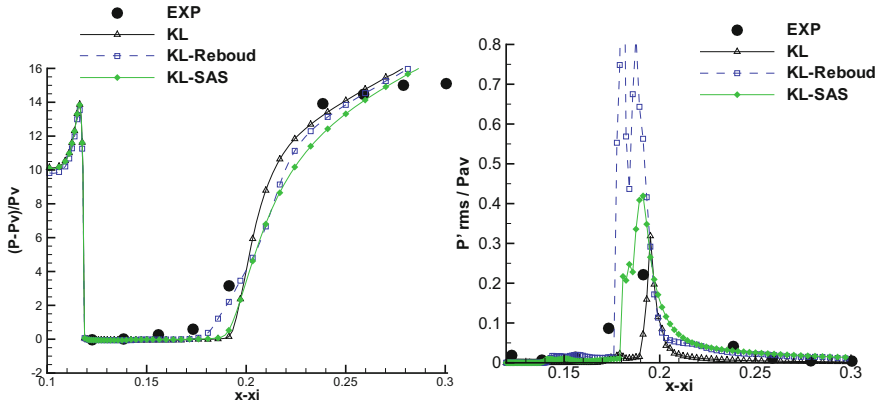 EXP
KL
KL-Reboud
KL-SAS
16
14
12
10
8
6
4
2
0
-2
(P-Pv)/Pv
0.1
0.15
0.2
0.25
0.3
x-xi
EXP
KL
KL-Reboud
KL-SAS
0.8
0.7
0.6
0.5
0.4
0.3
0.2
0.1
0
P' rms / Pav
0.15
0.2
0.25
0.3
x-xi